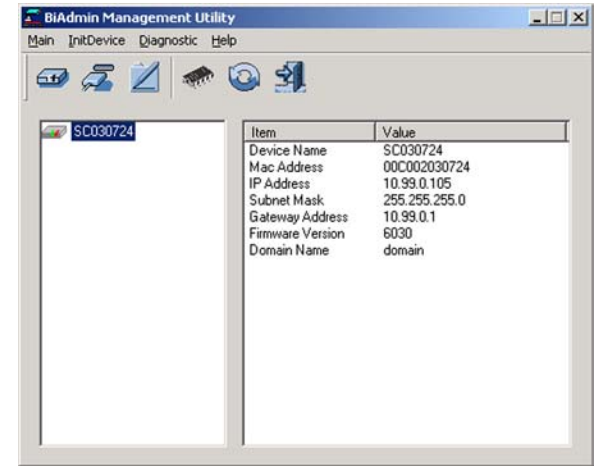 BiAdmin Management Utility
Main InitDevice Diagnostic Help
SC030724
Item Value
Device Name SC030724
Mac Address 00C002030724
IP Address 10.99.0.105
Subnet Mask 255.255.255.0
Gateway Address 10.99.0.1
Firmware Version 6030
Domain Name domain